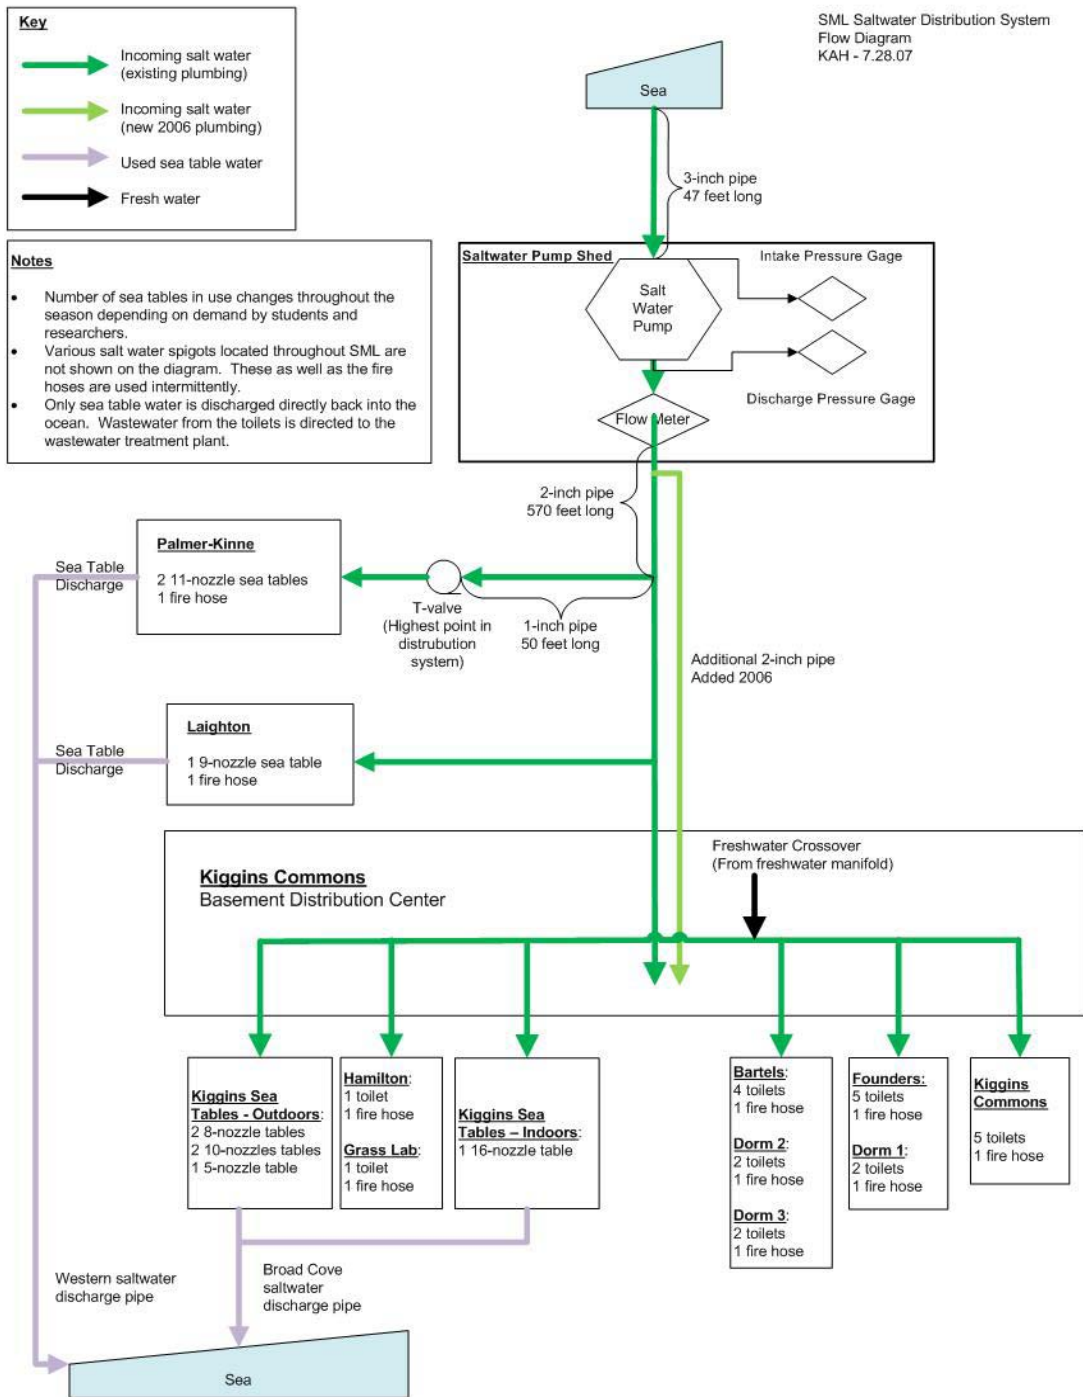 Key
Incoming salt water
(existing plumbing)
Incoming salt water
(new 2006 plumbing)
Used sea table water
Fresh water
SML Saltwater Distribution System
Flow Diagram
KAH - 7.28.07
Sea
3-inch pipe
47 feet long
Notes
• Number of sea tables in use changes throughout the
season depending on demand by students and
researchers.
• Various salt water spigots located throughout SML are
not shown on the diagram. These as well as the fire
hoses are used intermittently.
• Only sea table water is discharged directly back into the
ocean. Wastewater from the toilets is directed to the
wastewater treatment plant.
Saltwater Pump Shed
Intake Pressure Gage
Salt
Water
Pump
Discharge Pressure Gage
Flow Meter
2-inch pipe
570 feet long
Sea Table
Discharge
Palmer-Kinne
2 11-nozzle sea tables
1 fire hose
T-valve
(Highest point in
distrubution
system)
1-inch pipe
50 feet long
Additional 2-inch pipe
Added 2006
Sea Table
Discharge
Laighton
1 9-nozzle sea table
1 fire hose
Kiggins Commons
Basement Distribution Center
Freshwater Crossover
(From freshwater manifold)
Kiggins Sea
Tables - Outdoors:
2 8-nozzle tables
2 10-nozzles tables
1 5-nozzle table
Hamilton:
1 toilet
1 fire hose
Grass Lab:
1 toilet
1 fire hose
Kiggins Sea
Tables – Indoors:
1 16-nozzle table
Bartels:
4 toilets
1 fire hose
Dorm 2:
2 toilets
1 fire hose
Dorm 3:
2 toilets
1 fire hose
Founders:
5 toilets
1 fire hose
Dorm 1:
2 toilets
1 fire hose
Kiggins
Commons
5 toilets
1 fire hose
Western saltwater
discharge pipe
Broad Cove
saltwater
discharge pipe
Sea